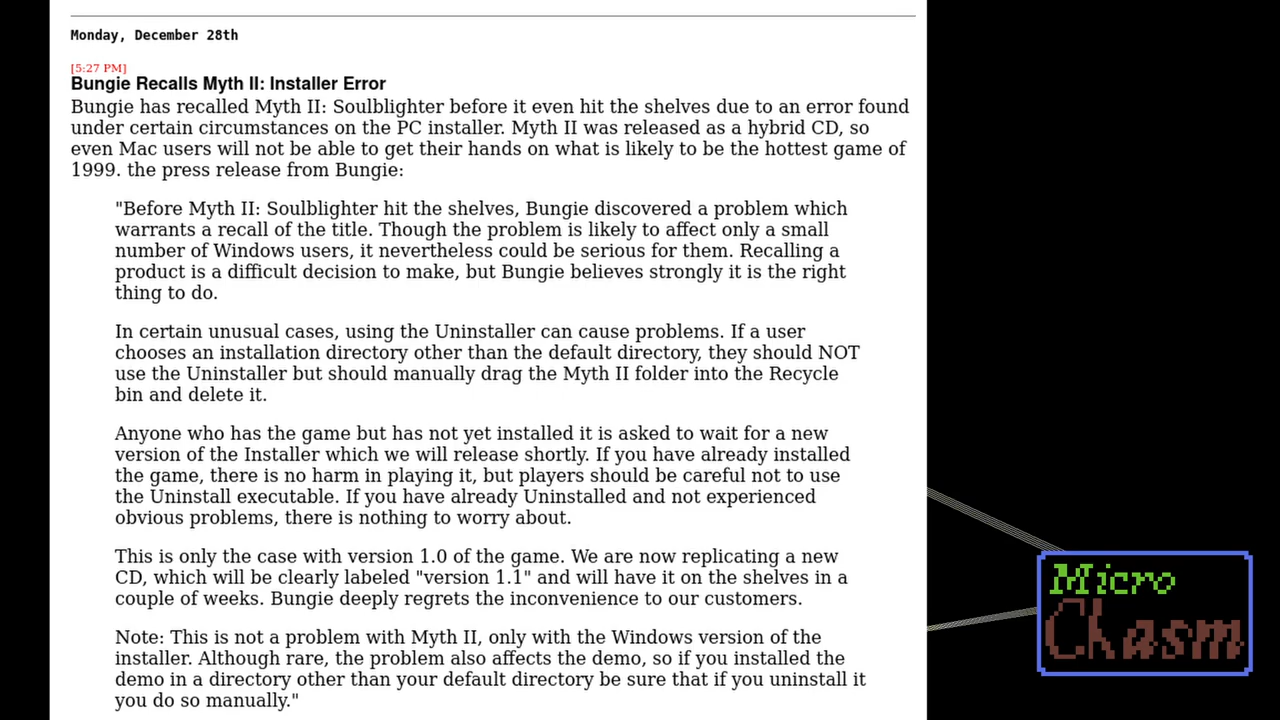 Monday, December 28th
[5:27 PM]
Bungie Recalls Myth II: Installer Error
Bungie has recalled Myth II: Soulblighter before it even hit the shelves due to an error found
under certain circumstances on the PC installer. Myth II was released as a hybrid CD, so
even Mac users will not be able to get their hands on what is likely to be the hottest game of
1999. the press release from Bungie:
"Before Myth II: Soulblighter hit the shelves, Bungie discovered a problem which
warrants a recall of the title. Though the problem is likely to affect only a small
number of Windows users, it nevertheless could be serious for them. Recalling a
product is a difficult decision to make, but Bungie believes strongly it is the right
thing to do.
In certain unusual cases, using the Uninstaller can cause problems. If a user
chooses an installation directory other than the default directory, they should NOT
use the Uninstaller but should manually drag the Myth II folder into the Recycle
bin and delete it.
Anyone who has the game but has not yet installed it is asked to wait for a new
version of the Installer which we will release shortly. If you have already installed
the game, there is no harm in playing it, but players should be careful not to use
the Uninstall executable. If you have already Uninstalled and not experienced
obvious problems, there is nothing to worry about.
This is only the case with version 1.0 of the game. We are now replicating a new
CD, which will be clearly labeled "version 1.1" and will have it on the shelves in a
couple of weeks. Bungie deeply regrets the inconvenience to our customers.
Note: This is not a problem with Myth II, only with the Windows version of the
installer. Although rare, the problem also affects the demo, so if you installed the
demo in a directory other than your default directory be sure that if you uninstall it
you do so manually."
Micro
Chasm